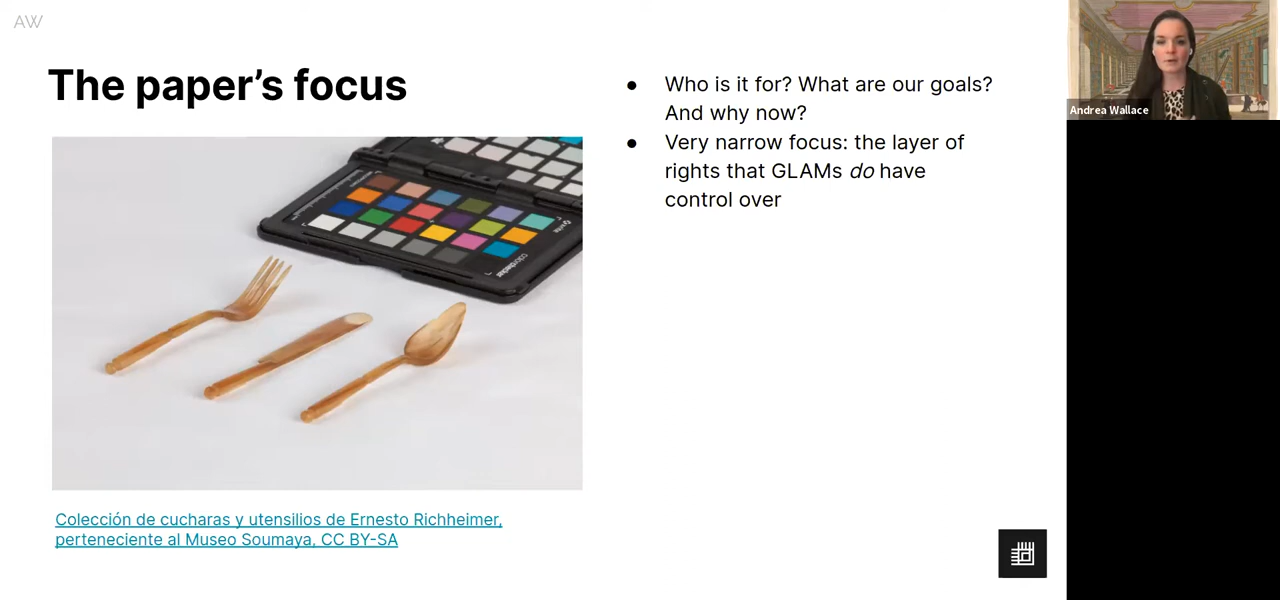 AW
The paper's focus
Who is it for? What are our goals?
And why now?
Very narrow focus: the layer of
rights that GLAMs do have
control over
Colección de cucharas y utensilios de Ernesto Richheimer,
perteneciente al Museo Soumaya, CC BY-SA
Andrea Wallace
colorchecker